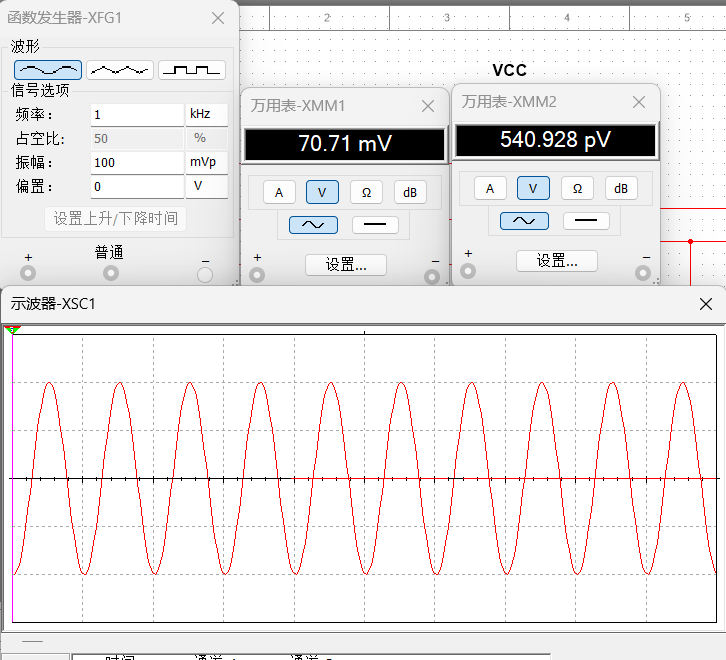 函数发生器-XFG1
2 3 4 5
波形
信号选项
频率： 1 kHz
占空比: 50 %
振幅： 100 mVp
偏置： 0 V
设置上升/下降时间
+ 普通 −
VCC
万用表-XMM1
70.71 mV
A V Ω dB
+ 设置... −
万用表-XMM2
540.928 pV
A V Ω dB
+ 设置... −
示波器-XSC1
时间